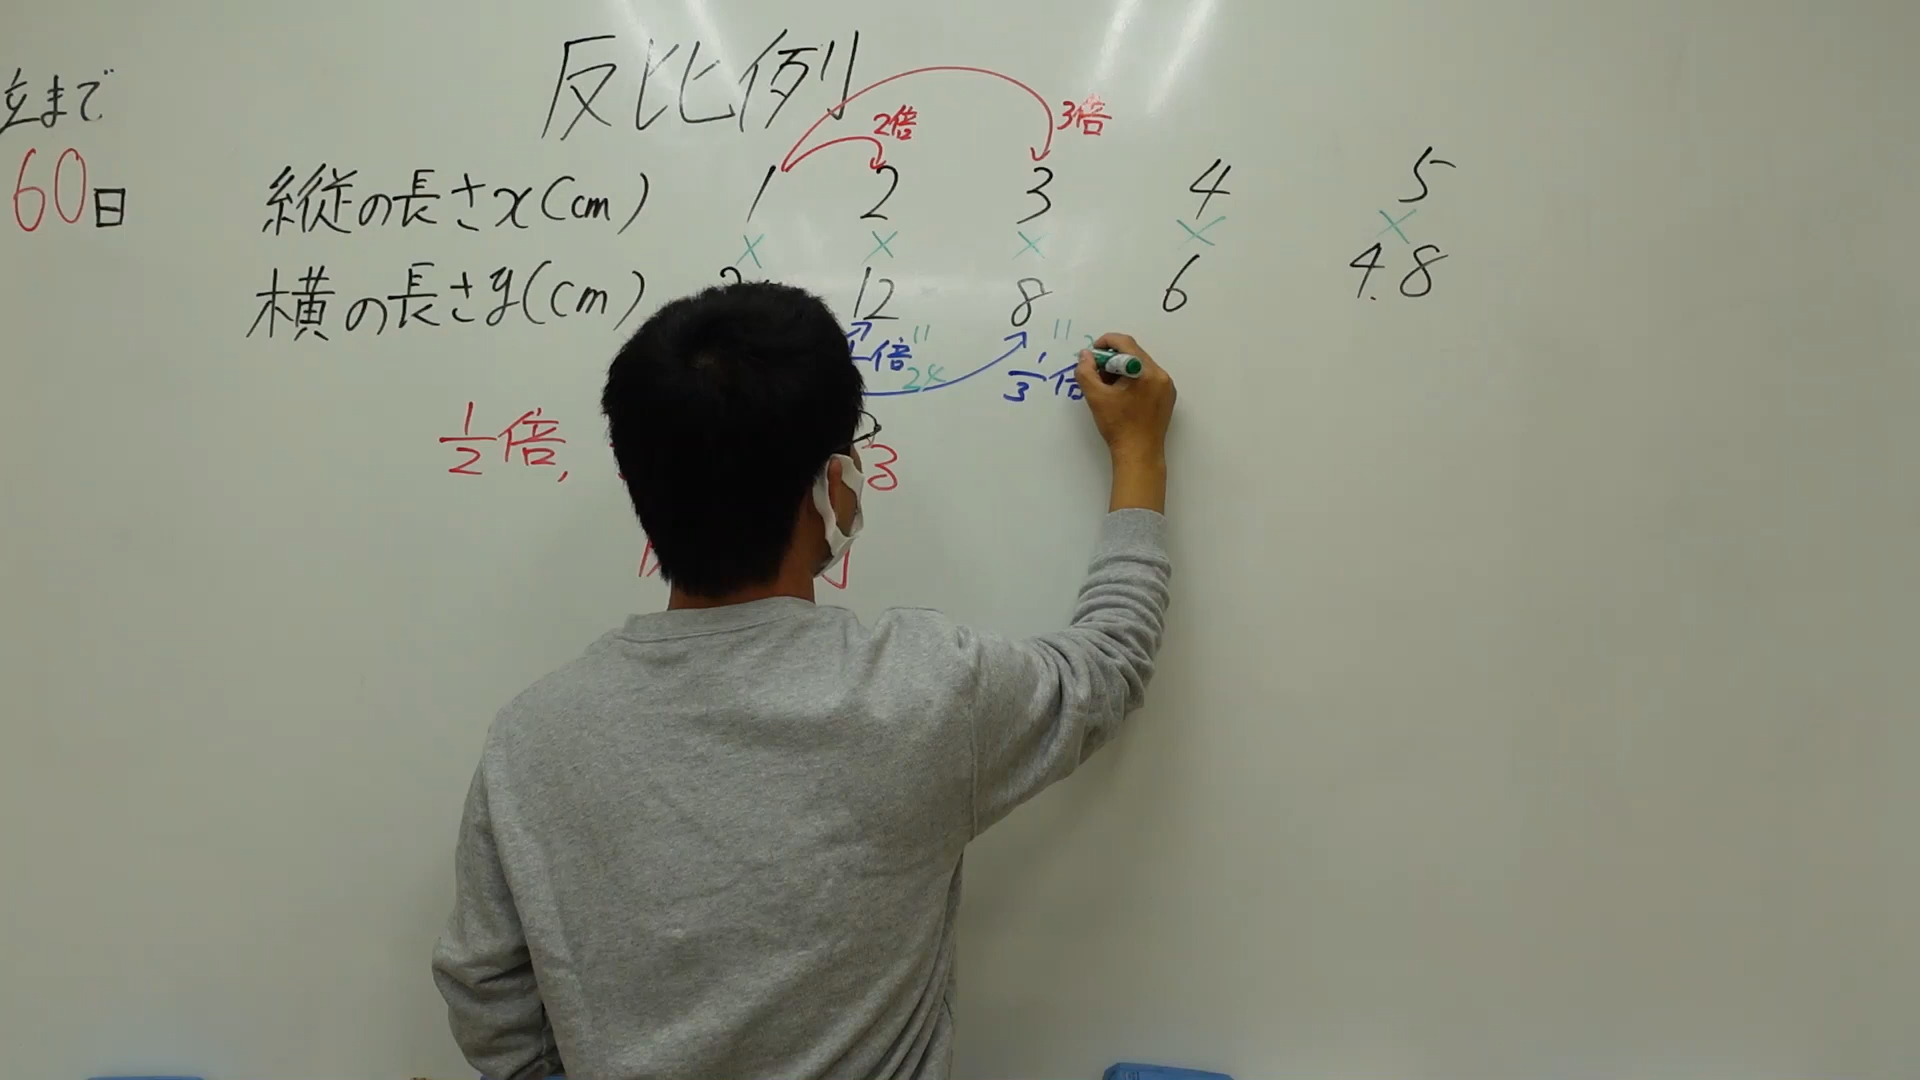 反比例
まで
60日
2倍 3倍
縦の長さx(cm) 1 2 3 4 5
× × × × ×
横の長さy(cm) 12 8 6 4.8
倍 1/3倍
"
"
24
1/2倍,
3